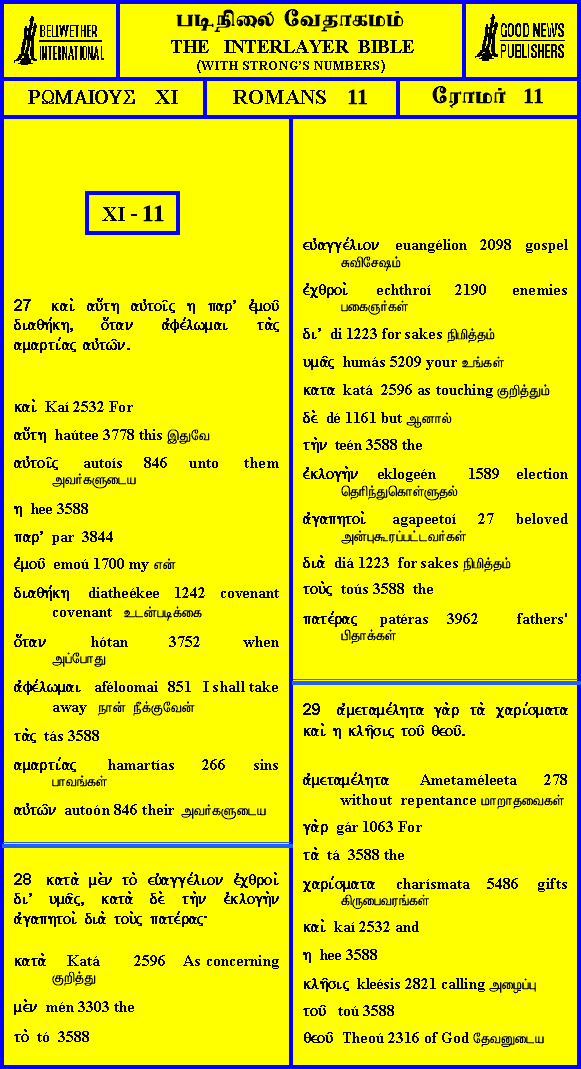 BELIWETHER
INTERNATIONAL
படிநிலை வேதாகமம்
THE INTERLAYER BIBLE
(WITH STRONG'S NUMBERS)
GOOD NEWS
PUBLISHERS
ΡΩΜΑΙΟΥΣ XI
ROMANS 11
ரோமர் 11
XI - 11
27 καὶ αὕτη αὐτοῖς η παρ’ ἐμοῦ
διαθήκη, ὅταν ἀφέλωμαι τὰς
αμαρτίας αὐτῶν.
καὶ Kaí 2532 For
αὕτη haútee 3778 this இதுவே
αὐτοῖς autoís 846 unto them
அவர்களுடைய
η hee 3588
παρ’ par 3844
ἐμοῦ emoú 1700 my என்
διαθήκη diatheékee 1242 covenant
covenant உடன்படிக்கை
ὅταν hótan 3752 when
அப்போது
ἀφέλωμαι aféloomai 851 I shall take
away நான் நீக்குவேன்
τὰς tás 3588
αμαρτίας hamartías 266 sins
பாவங்கள்
αὐτῶν autoón 846 their அவர்களுடைய
28 κατὰ μὲν τὸ εὐαγγέλιον ἐχθροὶ
δι’ υμᾶς, κατὰ δὲ τὴν ἐκλογὴν
ἀγαπητοὶ διὰ τοὺς πατέρας·
κατὰ Katá 2596 As concerning
குறித்து
μὲν mén 3303 the
τὸ tó 3588
εὐαγγέλιον euangélion 2098 gospel
சுவிசேஷம்
ἐχθροὶ echthroí 2190 enemies
பகைஞர்கள்
δι’ di 1223 for sakes நிமித்தம்
υμᾶς humás 5209 your உங்கள்
κατα katá 2596 as touching குறித்தும்
δὲ dé 1161 but ஆனால்
τὴν teén 3588 the
ἐκλογὴν eklogeén 1589 election
தெரிந்துகொள்ளுதல்
ἀγαπητοὶ agapeetoí 27 beloved
அன்புகூரப்பட்டவர்கள்
διὰ diá 1223 for sakes நிமித்தம்
τοὺς toús 3588 the
πατέρας patéras 3962 fathers'
பிதாக்கள்
29 ἀμεταμέλητα γὰρ τὰ χαρίσματα
καὶ η κλῆσις τοῦ θεοῦ.
ἀμεταμέλητα Ametaméleeta 278
without repentance மாறாதவைகள்
γὰρ gár 1063 For
τὰ tá 3588 the
χαρίσματα charísmata 5486 gifts
கிருபைவரங்கள்
καὶ kaí 2532 and
η hee 3588
κλῆσις kleésis 2821 calling அழைப்பு
τοῦ toú 3588
θεοῦ Theoú 2316 of God தேவனுடைய